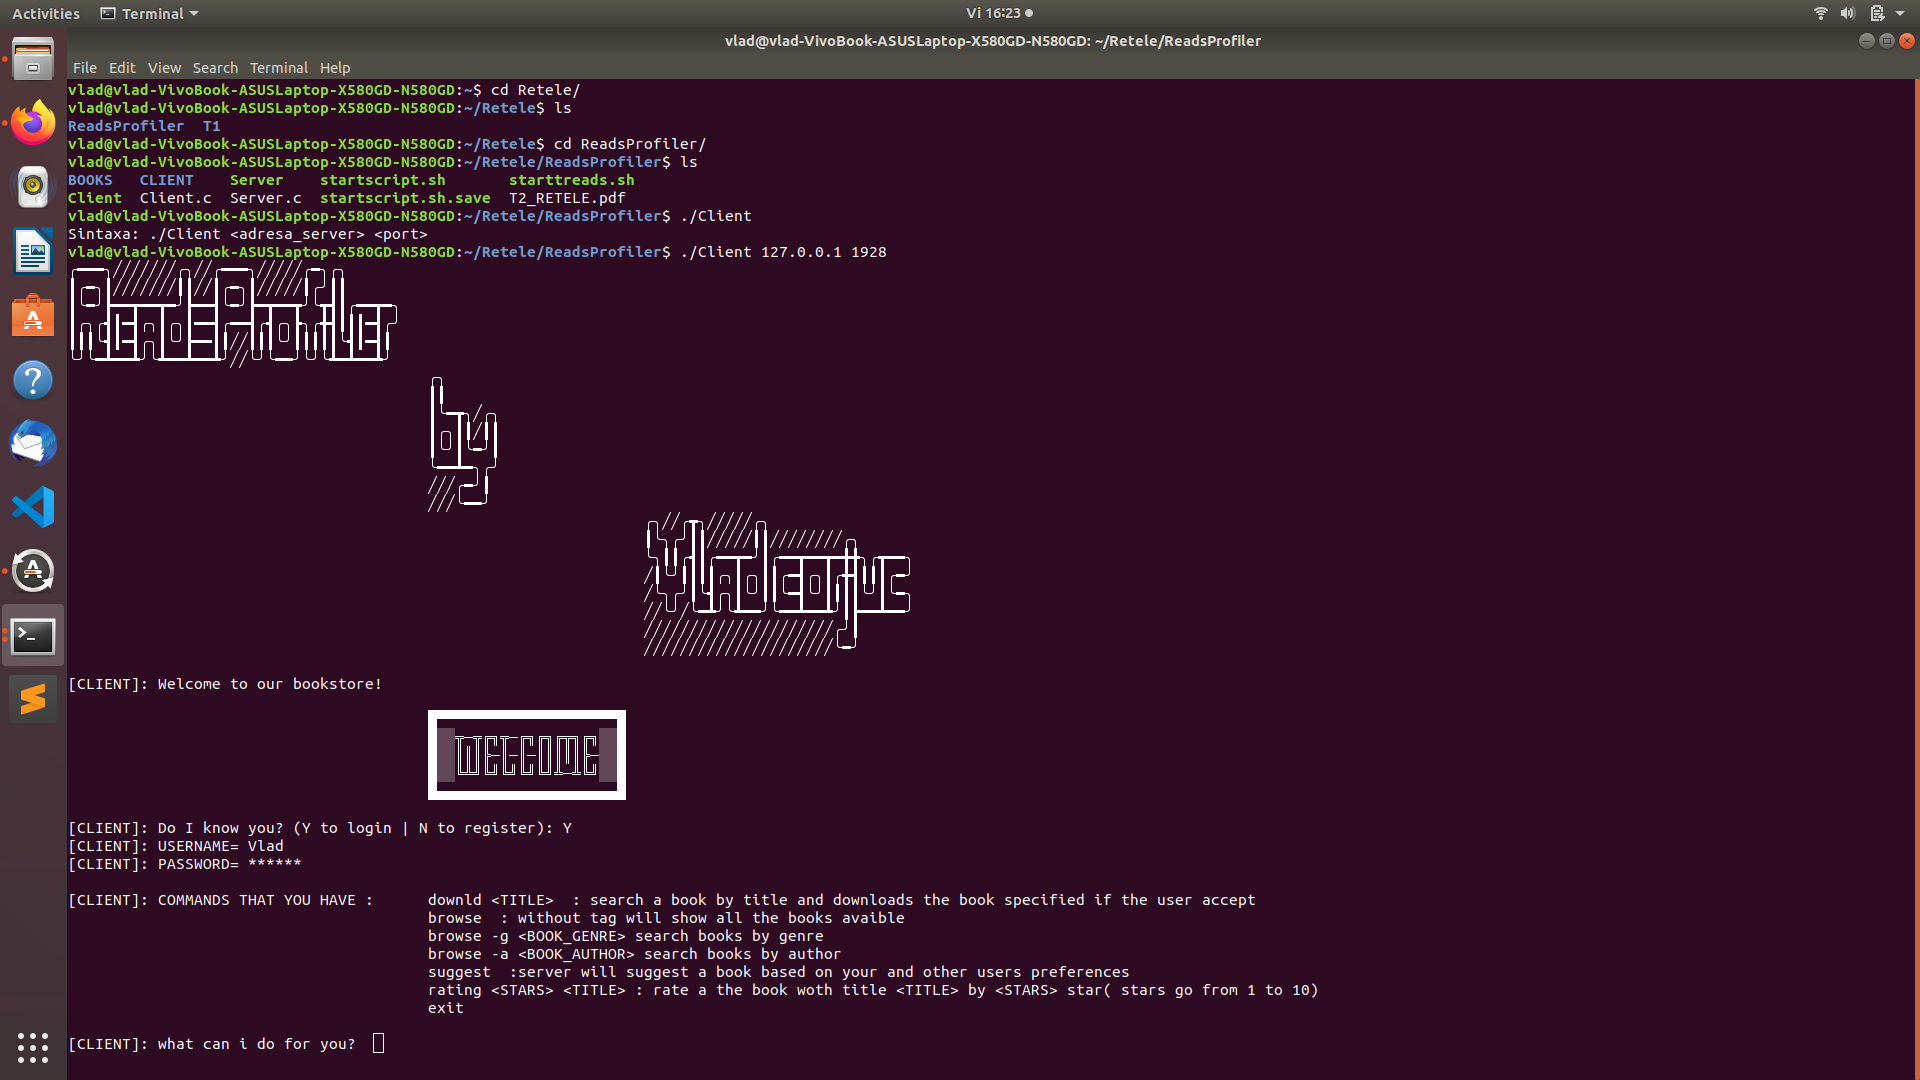 Activities Terminal Vi 16:23
vlad@vlad-VivoBook-ASUSLaptop-X580GD-N580GD: ~/Retele/ReadsProfiler
File Edit View Search Terminal Help
vlad@vlad-VivoBook-ASUSLaptop-X580GD-N580GD:~$ cd Retele/
vlad@vlad-VivoBook-ASUSLaptop-X580GD-N580GD:~/Retele$ ls
ReadsProfiler T1
vlad@vlad-VivoBook-ASUSLaptop-X580GD-N580GD:~/Retele$ cd ReadsProfiler/
vlad@vlad-VivoBook-ASUSLaptop-X580GD-N580GD:~/Retele/ReadsProfiler$ ls
BOOKS CLIENT Server startscript.sh starttreads.sh
Client Client.c Server.c startscript.sh.save T2_RETELE.pdf
vlad@vlad-VivoBook-ASUSLaptop-X580GD-N580GD:~/Retele/ReadsProfiler$ ./Client
Sintaxa: ./Client <adresa_server> <port>
vlad@vlad-VivoBook-ASUSLaptop-X580GD-N580GD:~/Retele/ReadsProfiler$ ./Client 127.0.0.1 1928
by
[CLIENT]: Welcome to our bookstore!
WELCOME
[CLIENT]: Do I know you? (Y to login | N to register): Y
[CLIENT]: USERNAME= Vlad
[CLIENT]: PASSWORD= ******
[CLIENT]: COMMANDS THAT YOU HAVE : downld <TITLE> : search a book by title and downloads the book specified if the user accept
browse : without tag will show all the books avaible
browse -g <BOOK_GENRE> search books by genre
browse -a <BOOK_AUTHOR> search books by author
suggest :server will suggest a book based on your and other users preferences
rating <STARS> <TITLE> : rate a the book woth title <TITLE> by <STARS> star( stars go from 1 to 10)
exit
[CLIENT]: what can i do for you?